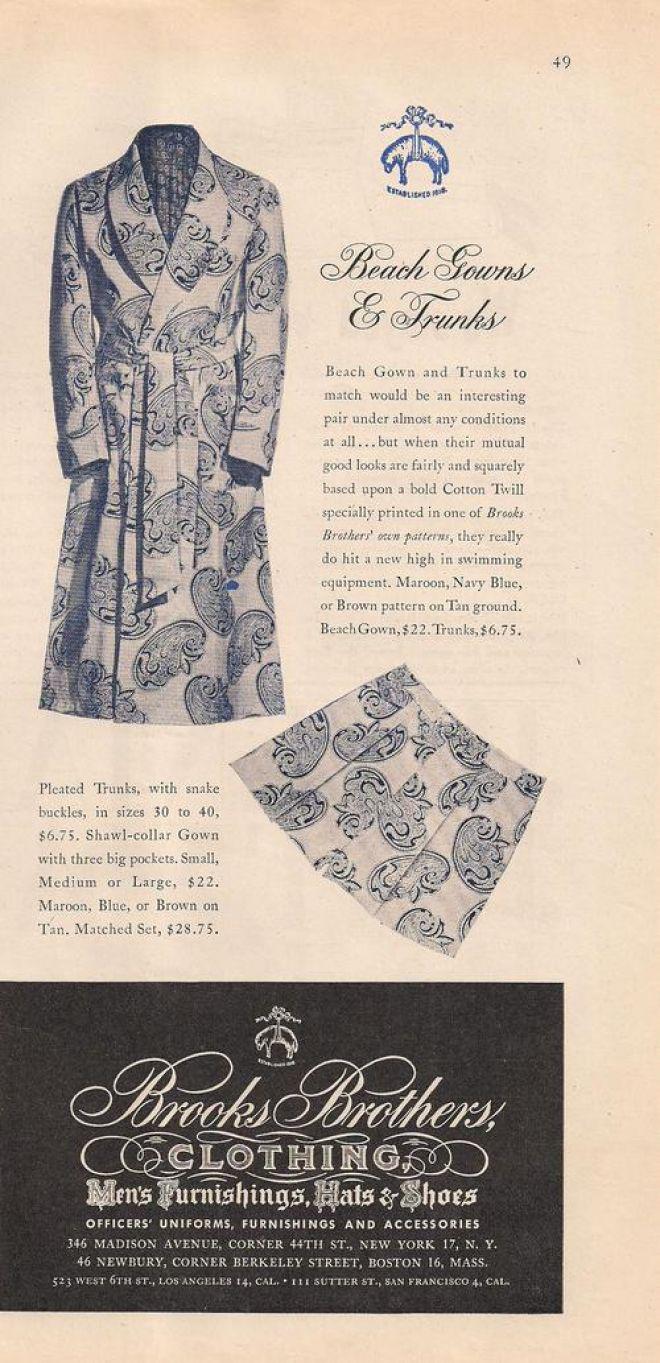 49
ESTABLISHED 1818.
Beach Gowns
& Trunks
Beach Gown and Trunks to
match would be an interesting
pair under almost any conditions
at all...but when their mutual
good looks are fairly and squarely
based upon a bold Cotton Twill
specially printed in one of Brooks
Brothers' own patterns, they really
do hit a new high in swimming
equipment. Maroon, Navy Blue,
or Brown pattern on Tan ground.
Beach Gown, $22. Trunks, $6.75.
Pleated Trunks, with snake
buckles, in sizes 30 to 40,
$6.75. Shawl-collar Gown
with three big pockets. Small,
Medium or Large, $22.
Maroon, Blue, or Brown on
Tan. Matched Set, $28.75.
ESTABLISHED 1818
Brooks Brothers,
CLOTHING,
Men's Furnishings, Hats & Shoes
OFFICERS' UNIFORMS, FURNISHINGS AND ACCESSORIES
346 MADISON AVENUE, CORNER 44TH ST., NEW YORK 17, N. Y.
46 NEWBURY, CORNER BERKELEY STREET, BOSTON 16, MASS.
523 WEST 6TH ST., LOS ANGELES 14, CAL. • 111 SUTTER ST., SAN FRANCISCO 4, CAL.